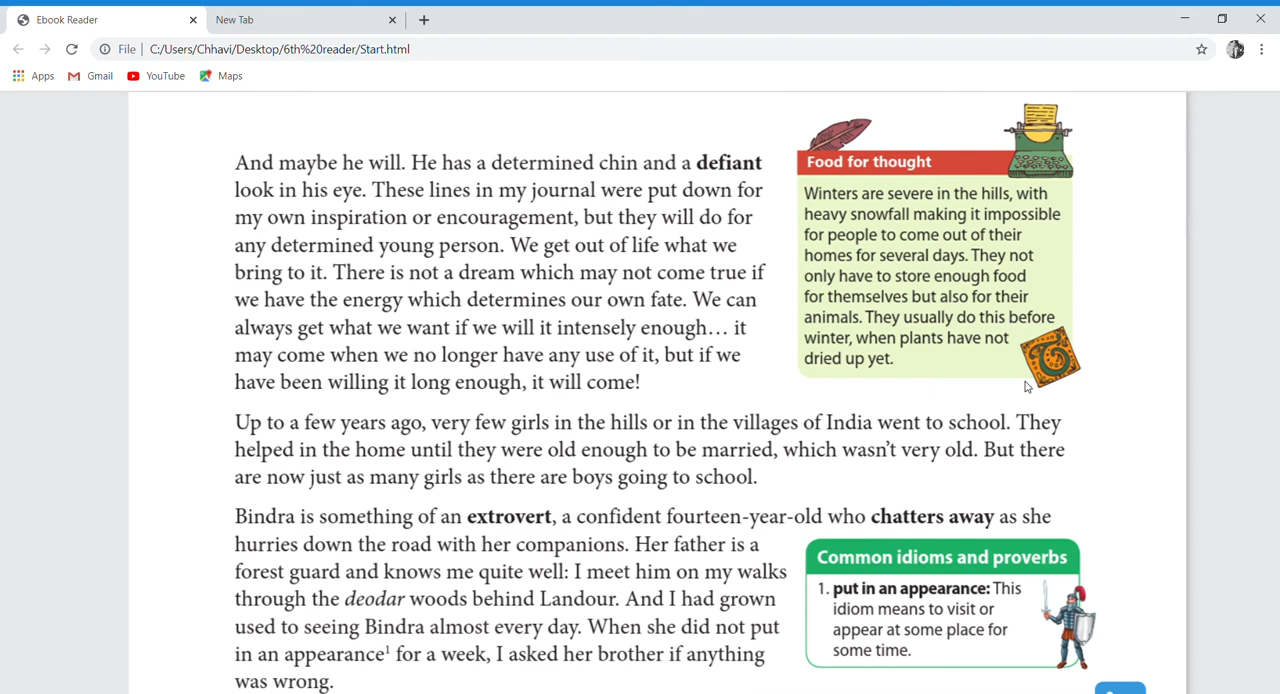 Ebook Reader
New Tab
File
C:/Users/Chhavi/Desktop/6th%20reader/Start.html
Apps
Gmail
YouTube
Maps
And maybe he will. He has a determined chin and a defiant
look in his eye. These lines in my journal were put down for
my own inspiration or encouragement, but they will do for
any determined young person. We get out of life what we
bring to it. There is not a dream which may not come true if
we have the energy which determines our own fate. We can
always get what we want if we will it intensely enough… it
may come when we no longer have any use of it, but if we
have been willing it long enough, it will come!
Food for thought
Winters are severe in the hills, with
heavy snowfall making it impossible
for people to come out of their
homes for several days. They not
only have to store enough food
for themselves but also for their
animals. They usually do this before
winter, when plants have not
dried up yet.
Up to a few years ago, very few girls in the hills or in the villages of India went to school. They
helped in the home until they were old enough to be married, which wasn’t very old. But there
are now just as many girls as there are boys going to school.
Bindra is something of an extrovert, a confident fourteen-year-old who chatters away as she
hurries down the road with her companions. Her father is a
forest guard and knows me quite well: I meet him on my walks
through the deodar woods behind Landour. And I had grown
used to seeing Bindra almost every day. When she did not put
in an appearance1 for a week, I asked her brother if anything
was wrong.
Common idioms and proverbs
1. put in an appearance: This
idiom means to visit or
appear at some place for
some time.